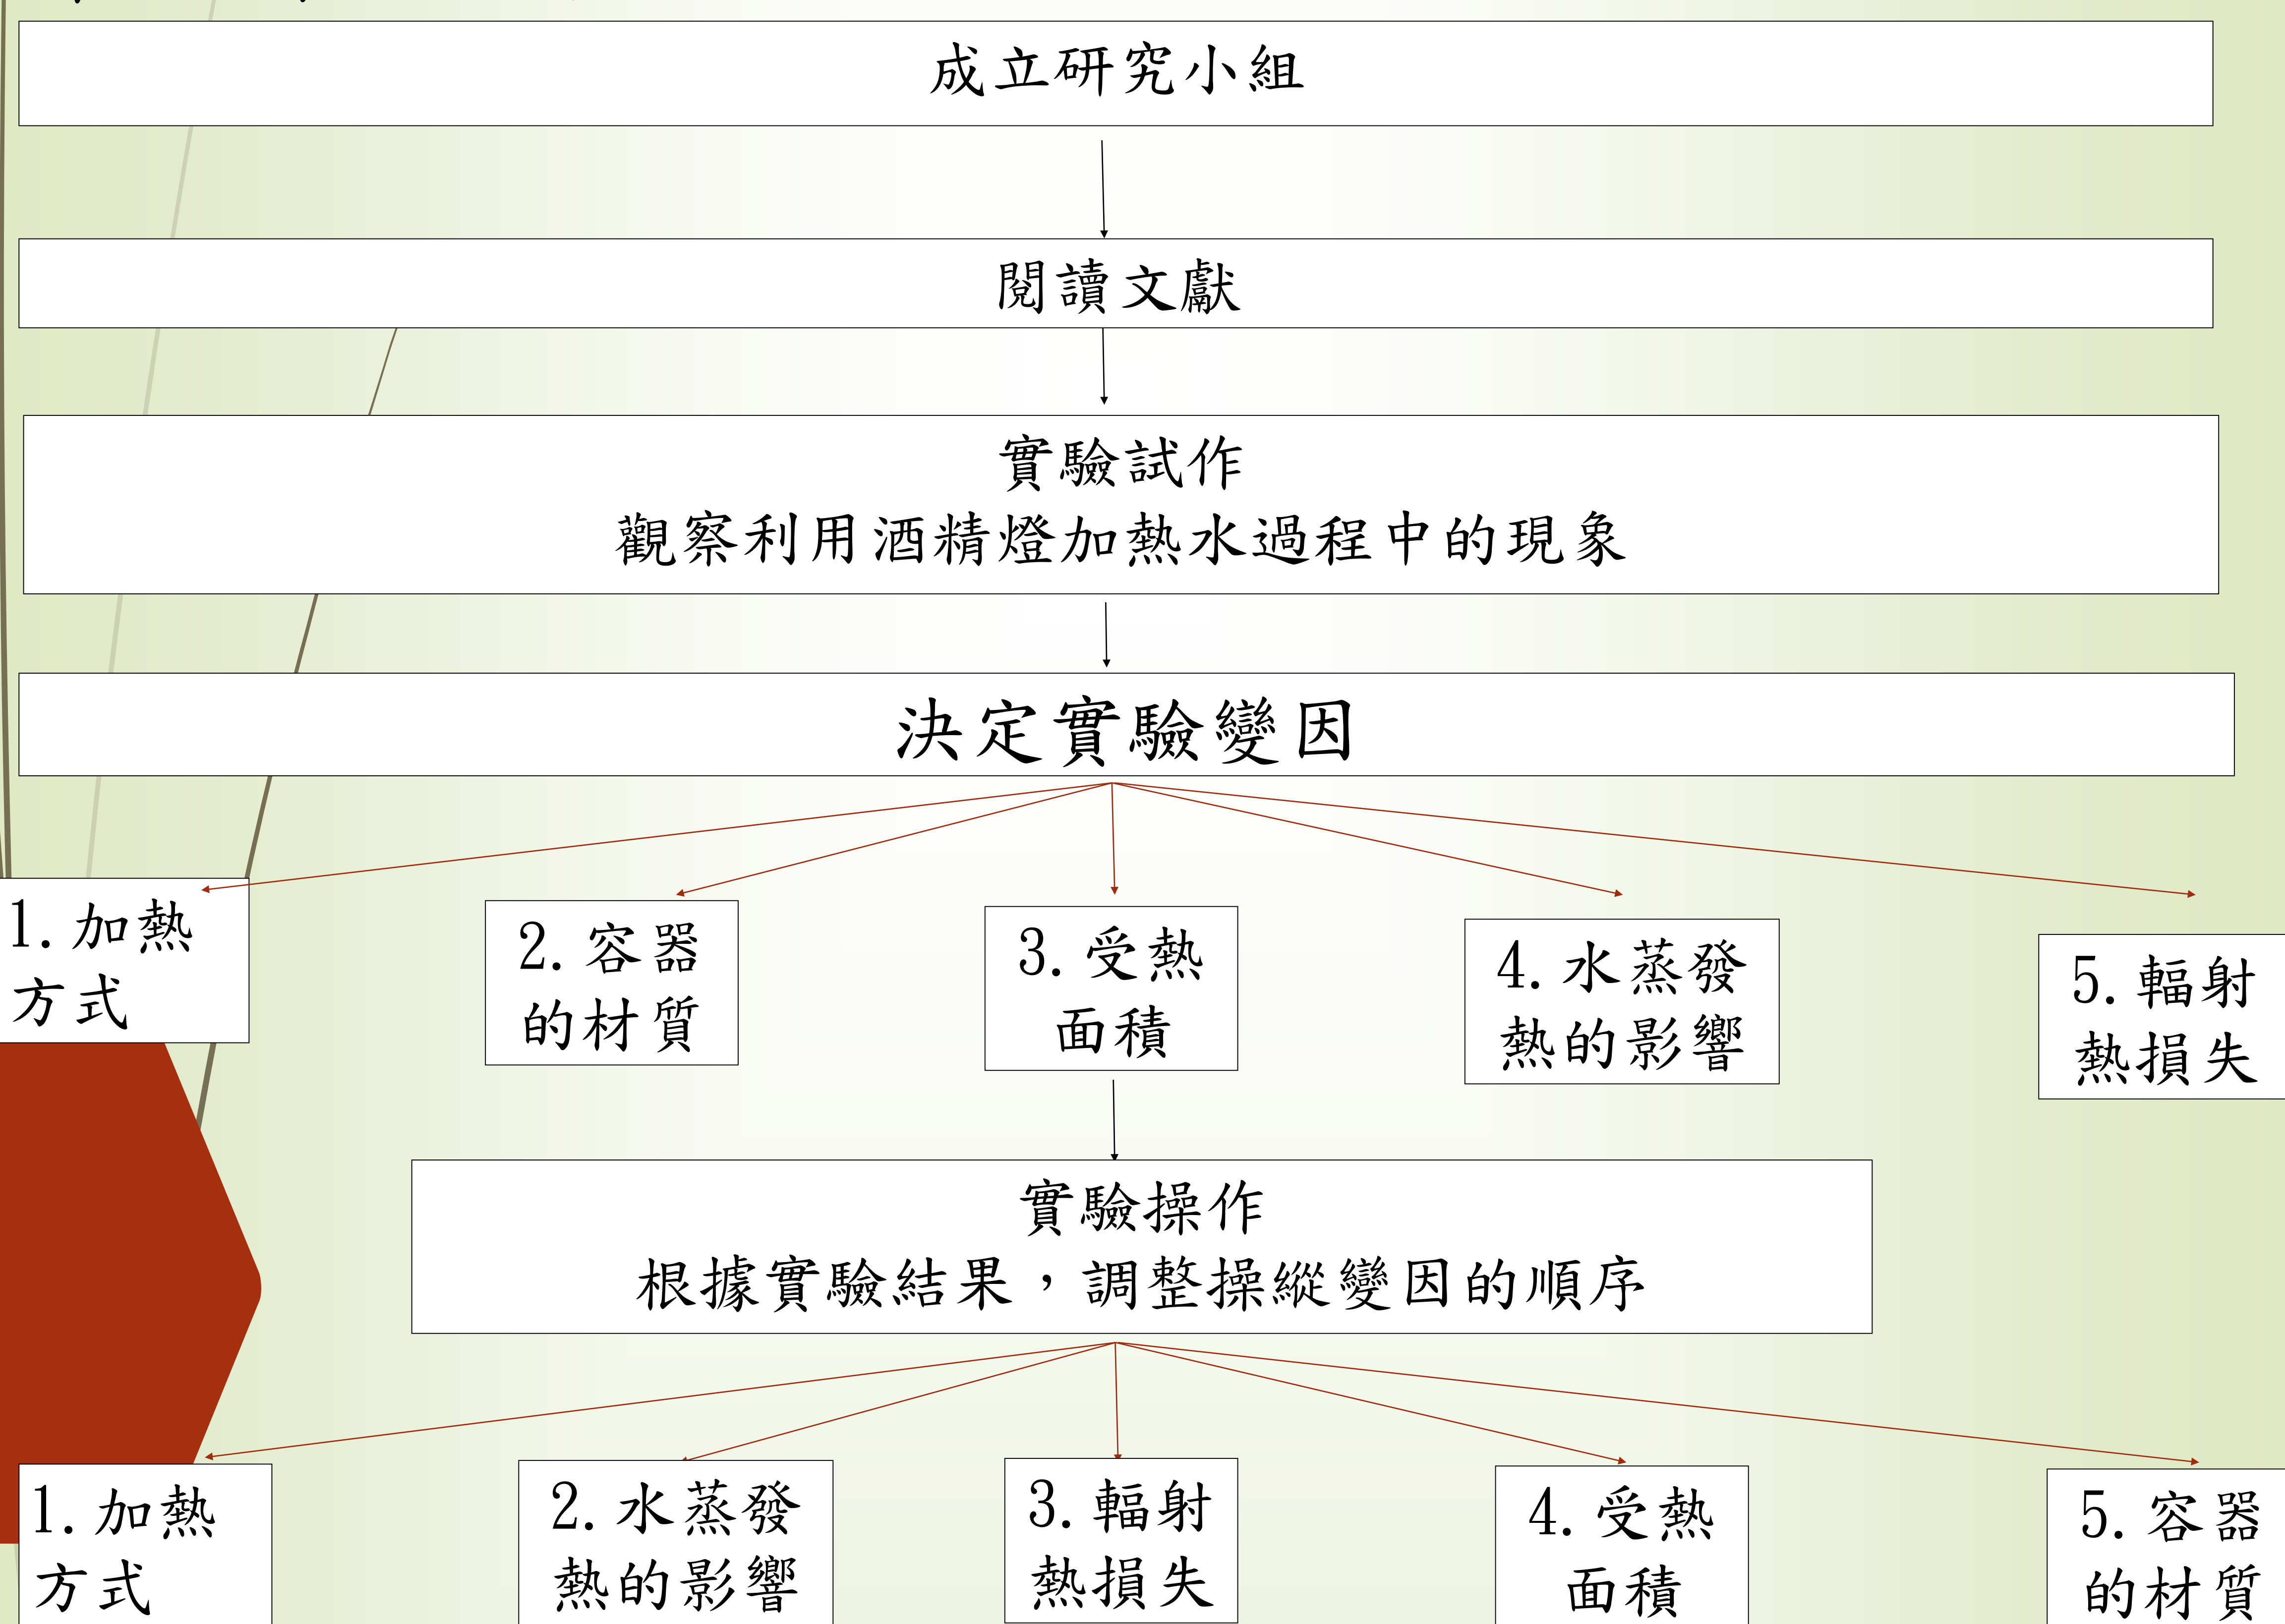 成立研究小組
閱讀文獻
實驗試作
觀察利用酒精燈加熱水過程中的現象
決定實驗變因
1.加熱
方式
2.容器
的材質
3.受熱
面積
4.水蒸發
熱的影響
5.輻射
熱損失
實驗操作
根據實驗結果，調整操縱變因的順序
1.加熱
方式
2.水蒸發
熱的影響
3.輻射
熱損失
4.受熱
面積
5.容器
的材質